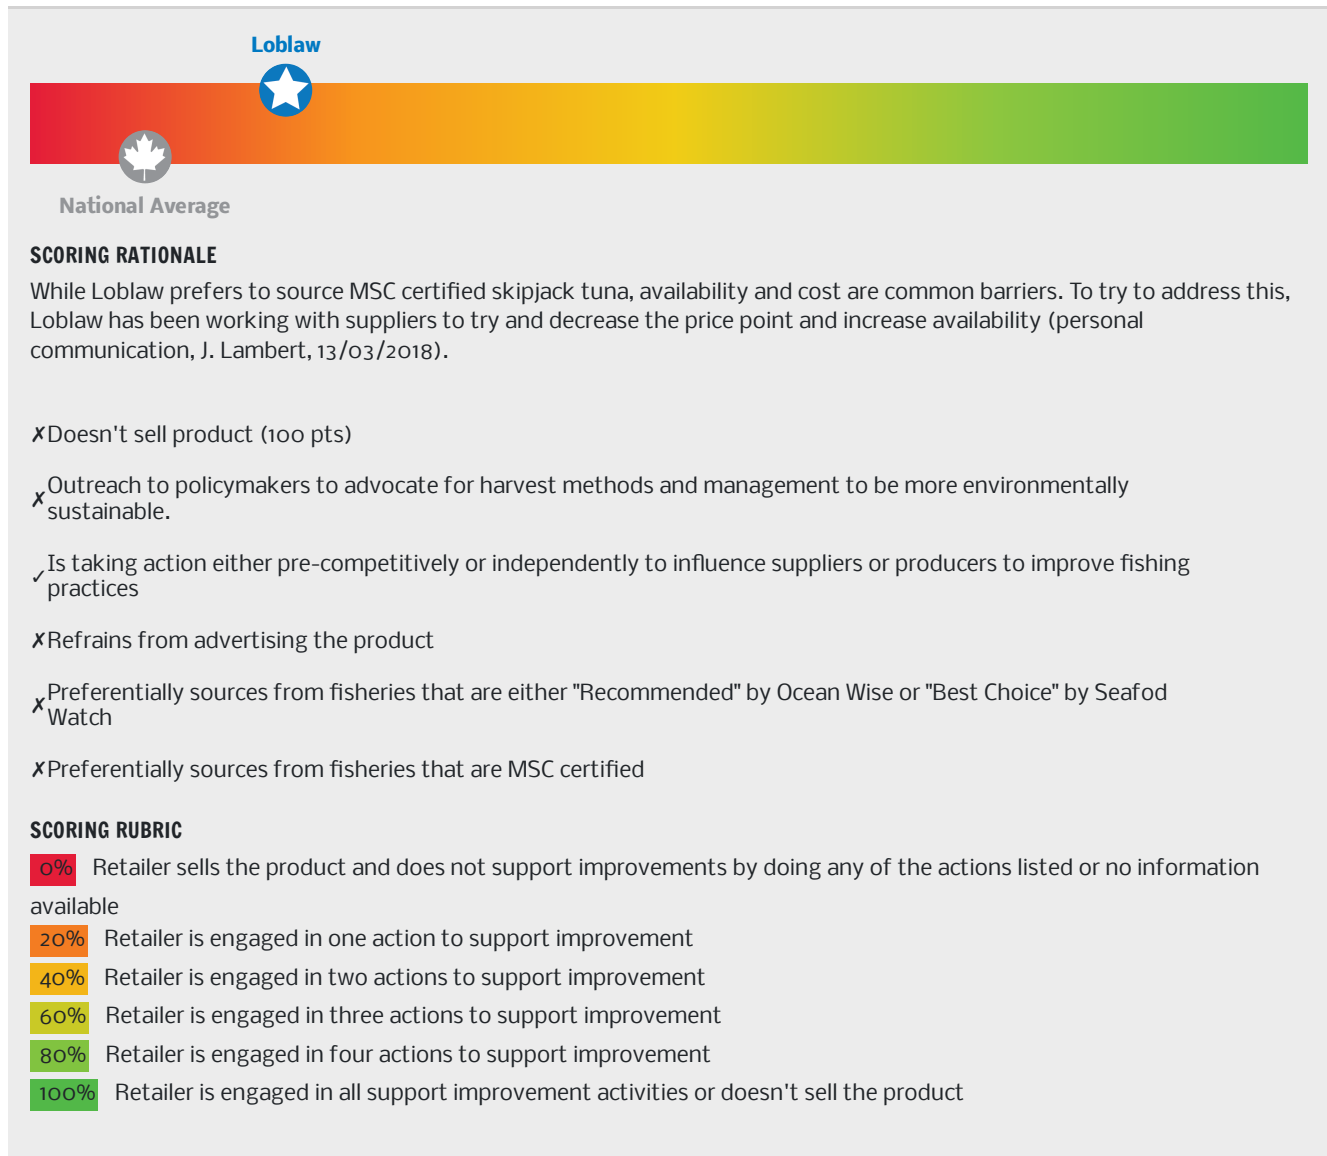 Loblaw
National Average
SCORING RATIONALE
While Loblaw prefers to source MSC certified skipjack tuna, availability and cost are common barriers. To try to address this,
Loblaw has been working with suppliers to try and decrease the price point and increase availability (personal
communication, J. Lambert, 13/03/2018).
✗Doesn't sell product (100 pts)
✗Outreach to policymakers to advocate for harvest methods and management to be more environmentally
sustainable.
✓Is taking action either pre-competitively or independently to influence suppliers or producers to improve fishing
practices
✗Refrains from advertising the product
✗Preferentially sources from fisheries that are either "Recommended" by Ocean Wise or "Best Choice" by Seafod
Watch
✗Preferentially sources from fisheries that are MSC certified
SCORING RUBRIC
0% Retailer sells the product and does not support improvements by doing any of the actions listed or no information
available
20% Retailer is engaged in one action to support improvement
40% Retailer is engaged in two actions to support improvement
60% Retailer is engaged in three actions to support improvement
80% Retailer is engaged in four actions to support improvement
100% Retailer is engaged in all support improvement activities or doesn't sell the product